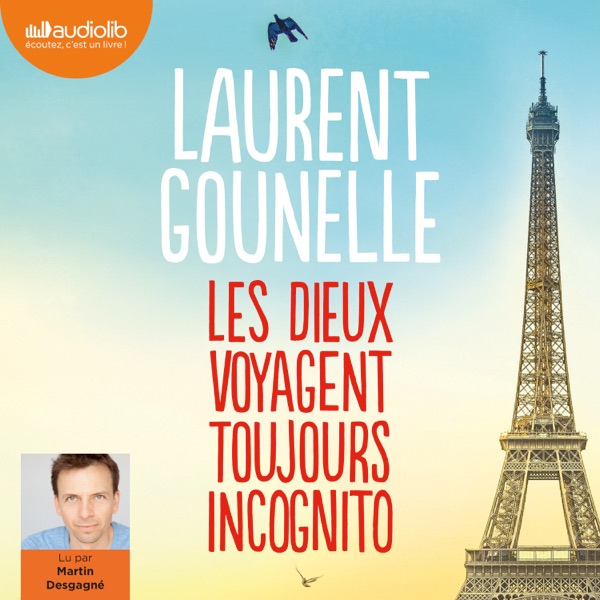 audiolib
écoutez, c'est un livre !
LAURENT
GOUNELLE
LES DIEUX
VOYAGENT
TOUJOURS
INCOGNITO
Lu par
Martin
Desgagné